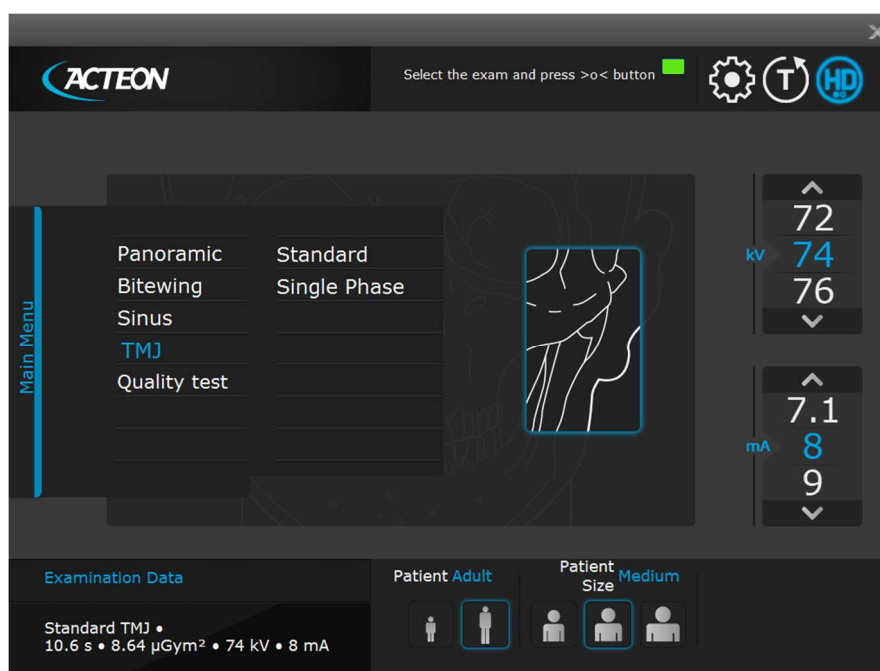 ACTEON
Select the exam and press >o< button
T
HD
Main Menu
Panoramic
Bitewing
Sinus
TMJ
Quality test
Standard
Single Phase
kV
72
74
76
mA
7.1
8
9
Examination Data
Standard TMJ •
10.6 s • 8.64 µGym² • 74 kV • 8 mA
Patient Adult
Patient
Size Medium